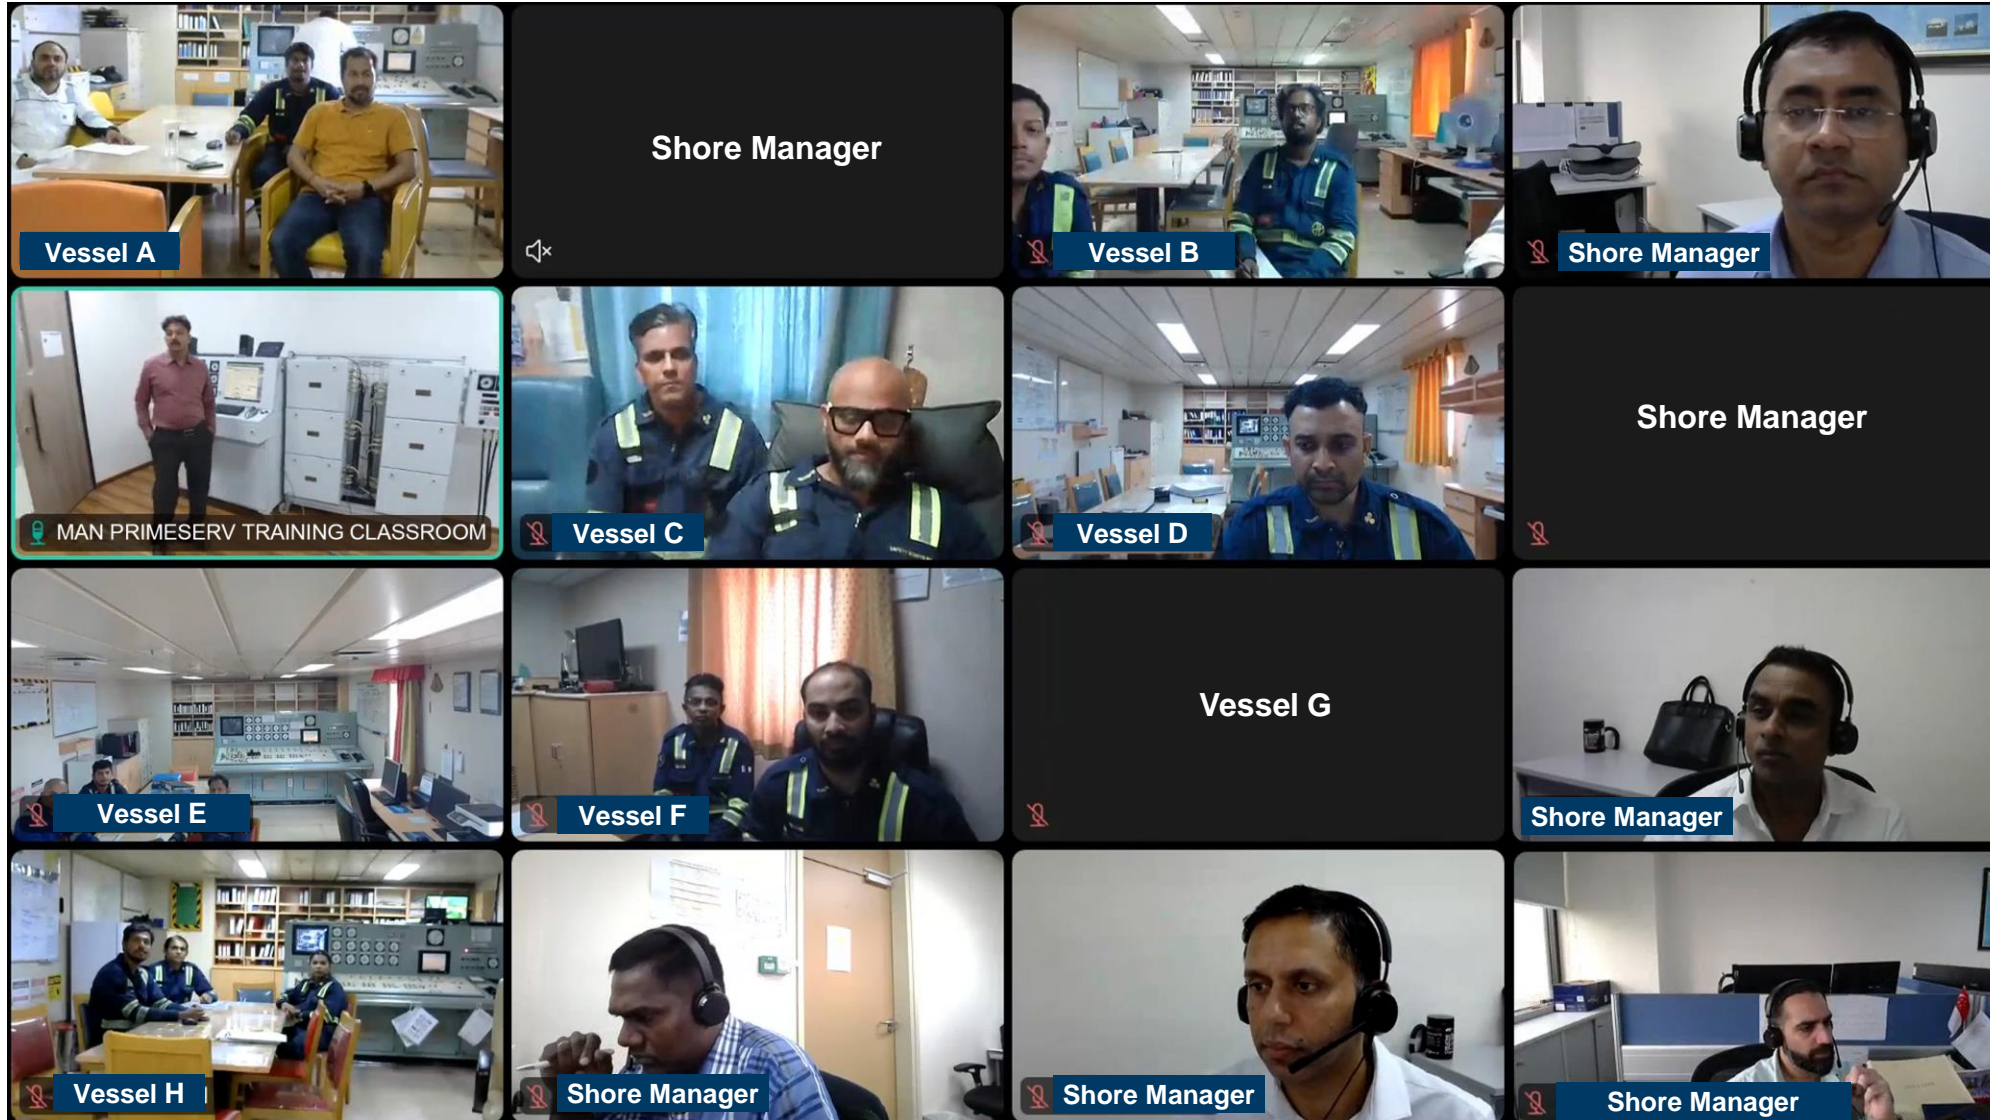 Vessel A
Shore Manager
Vessel B
Shore Manager
MAN PRIMESERV TRAINING CLASSROOM
Vessel C
Vessel D
Shore Manager
Vessel E
Vessel F
Vessel G
Shore Manager
Vessel H
Shore Manager
Shore Manager
Shore Manager